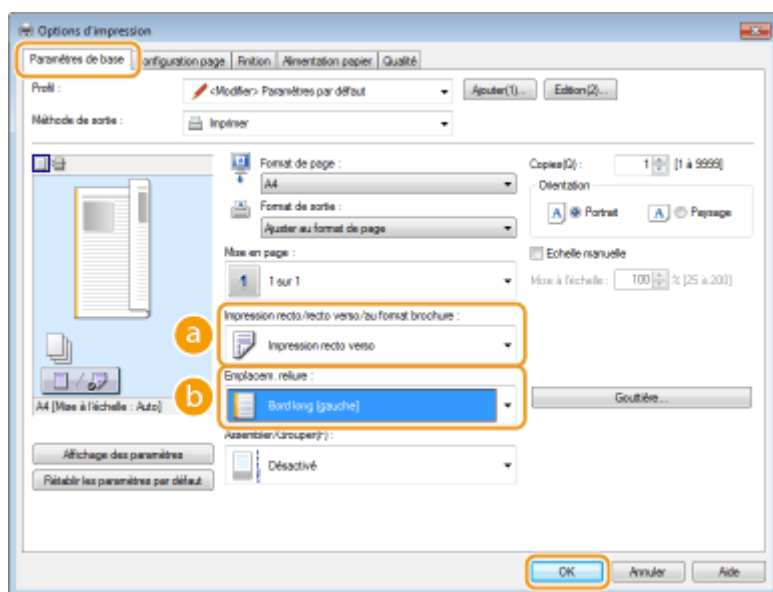 Options d'impression
Paramètres de base onfiguration page Finition Alimentation papier Qualité
Profil : <Modifier> Paramètres par défaut Ajouter(1)... Edition(2)...
Méthode de sortie : Imprimer
Format de page :
A4
Copies(Q) : 1 [1 à 9999]
Format de sortie :
Ajuster au format de page
Orientation
A Portrait A Paysage
Mise en page :
1 1 sur 1
Echelle manuelle
Mise à l'échelle : 100 % [25 à 200]
a
Impression recto/recto verso/au format brochure :
Impression recto verso
b
Emplacem. reliure :
Bord long [gauche]
A4 [Mise à l'échelle : Auto]
Gouttière...
Assembler/Grouper(F) :
Désactivé
Affichage des paramètres
Rétablir les paramètres par défaut
OK Annuler Aide